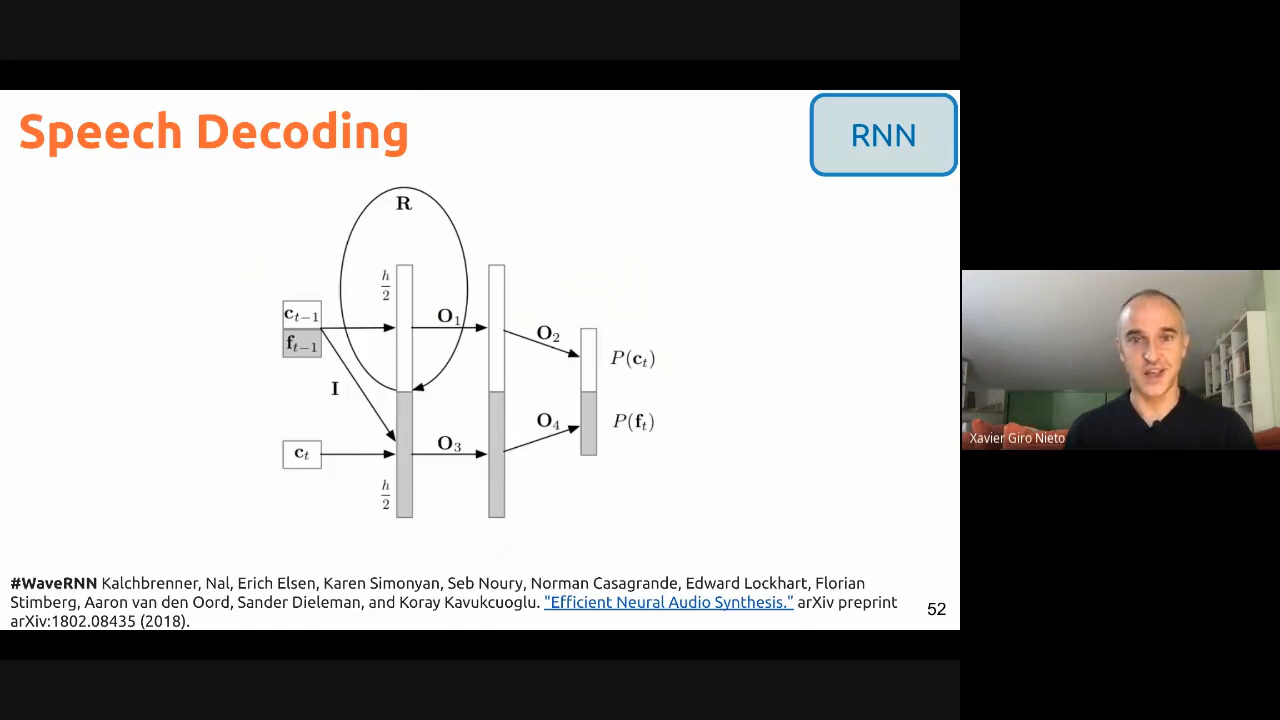 Speech Decoding
RNN
R
h/2
c_{t−1}
f_{t−1}
O_1
O_2
P(c_t)
I
O_4
P(f_t)
c_t
O_3
h/2
Xavier Giro Nieto
#WaveRNN Kalchbrenner, Nal, Erich Elsen, Karen Simonyan, Seb Noury, Norman Casagrande, Edward Lockhart, Florian
Stimberg, Aaron van den Oord, Sander Dieleman, and Koray Kavukcuoglu. "Efficient Neural Audio Synthesis." arXiv preprint
arXiv:1802.08435 (2018).
52